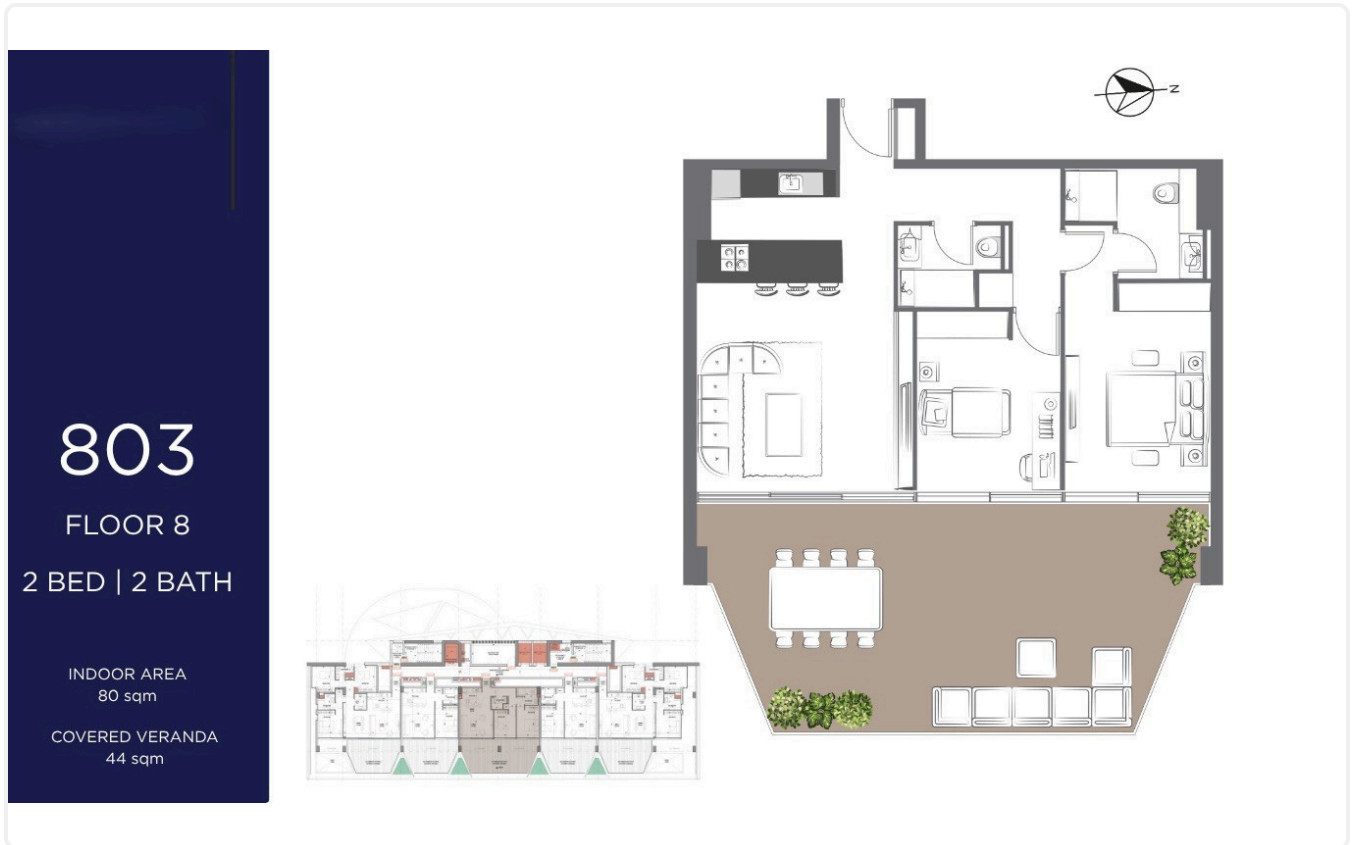 803
FLOOR 8
2 BED | 2 BATH
INDOOR AREA
80 sqm
COVERED VERANDA
44 sqm
N